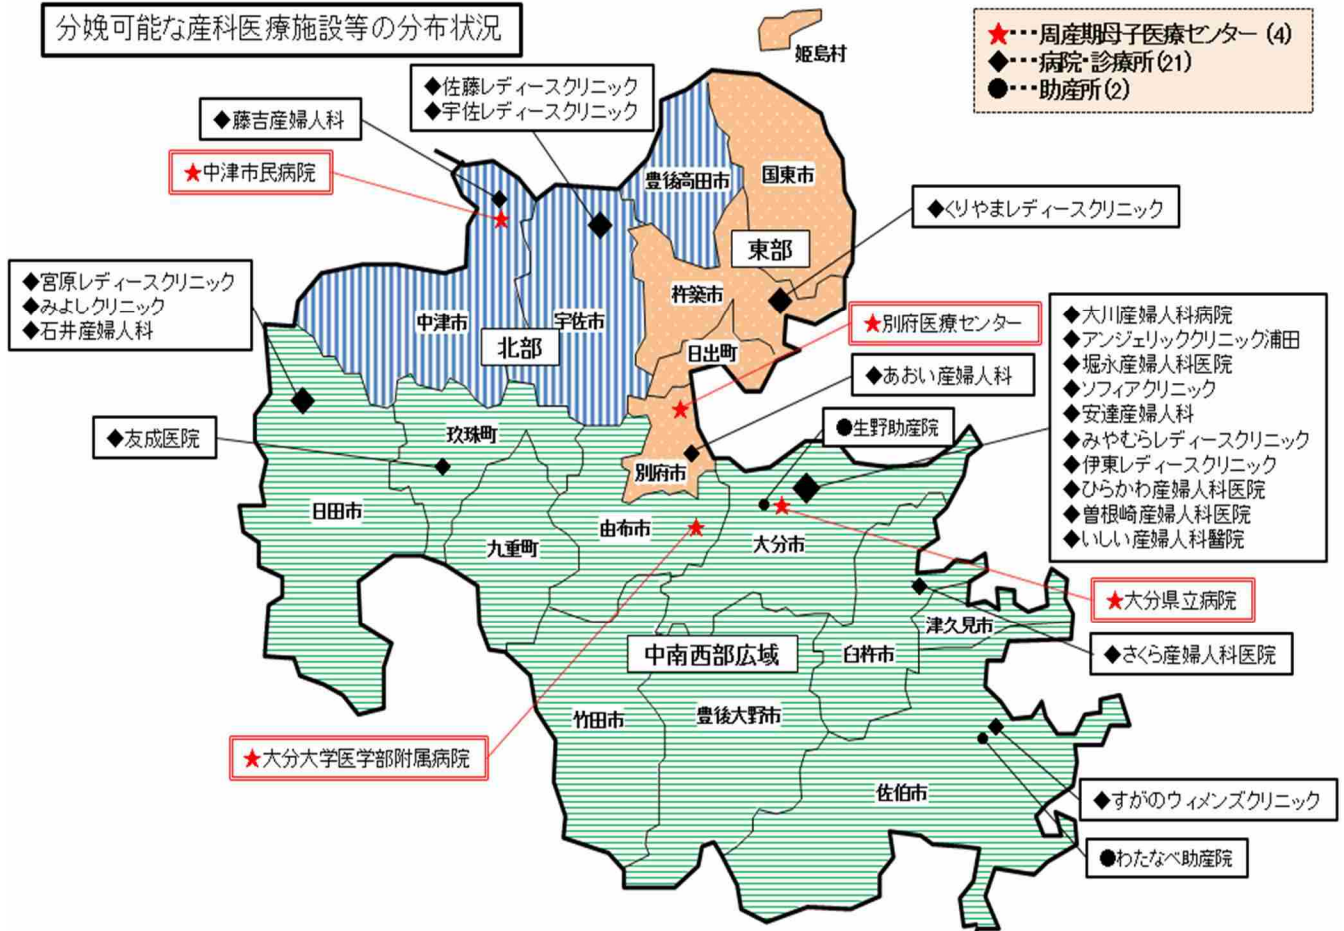 分娩可能な産科医療施設等の分布状況
★･･･周産期母子医療センター (4)
◆･･･病院･診療所(21)
●･･･助産所(2)
姫島村
◆佐藤レディースクリニック
◆宇佐レディースクリニック
◆藤吉産婦人科
★中津市民病院
豊後高田市
国東市
◆くりやまレディースクリニック
東部
◆宮原レディースクリニック
◆みよしクリニック
◆石井産婦人科
杵築市
中津市
宇佐市
北部
日出町
★別府医療センター
◆あおい産婦人科
◆大川産婦人科病院
◆アンジェリッククリニック浦田
◆堀永産婦人科医院
◆ソフィアクリニック
◆安達産婦人科
◆みやむらレディースクリニック
◆伊東レディースクリニック
◆ひらかわ産婦人科医院
◆曽根崎産婦人科医院
◆いしい産婦人科醫院
◆友成医院
玖珠町
●生野助産院
別府市
日田市
九重町
由布市
大分市
★大分県立病院
津久見市
中南西部広域
臼杵市
◆さくら産婦人科医院
竹田市
豊後大野市
★大分大学医学部附属病院
佐伯市
◆すがのウィメンズクリニック
●わたなべ助産院